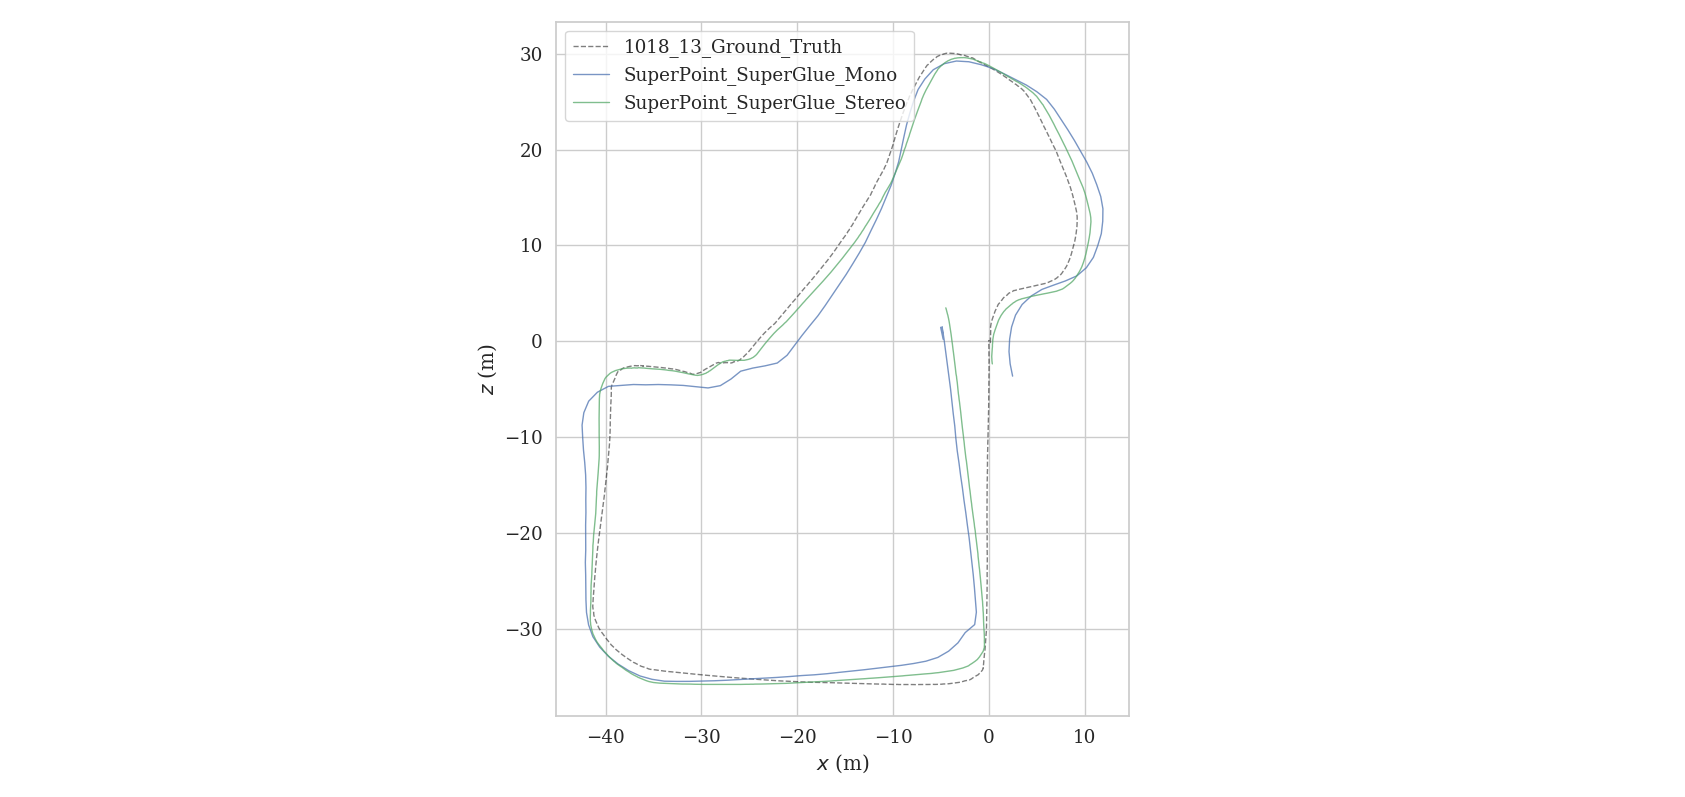 1018_13_Ground_Truth
SuperPoint_SuperGlue_Mono
SuperPoint_SuperGlue_Stereo
30
20
10
0
−10
−20
−30
z (m)
−40 −30 −20 −10 0 10
x (m)